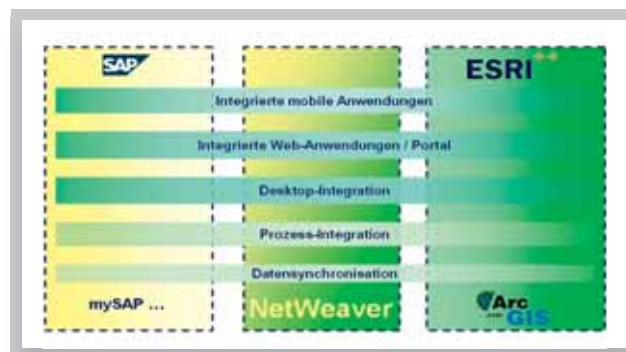 SAP
ESRI
Integrierte mobile Anwendungen
Integrierte Web-Anwendungen / Portal
Desktop-Integration
Prozess-Integration
Datensynchronisation
mySAP ...
NetWeaver
Arc
GIS